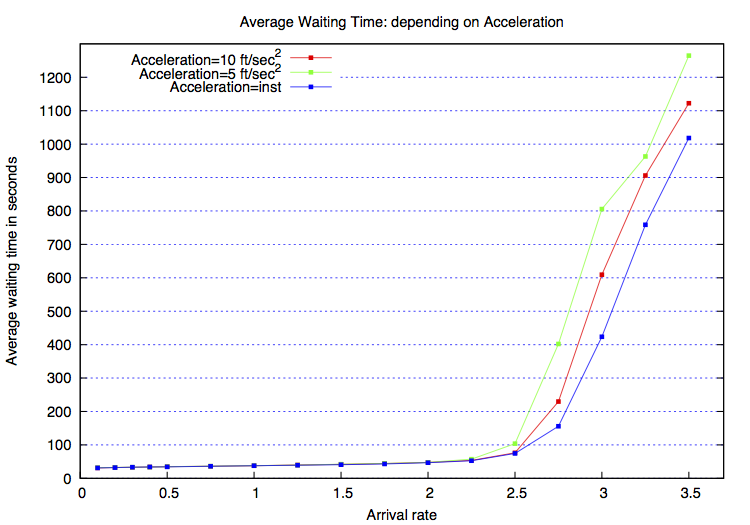 Average Waiting Time: depending on Acceleration
Acceleration=10 ft/sec²
Acceleration=5 ft/sec²
Acceleration=inst
1200
1100
1000
900
800
700
600
500
400
300
200
100
0
Average waiting time in seconds
0 0.5 1 1.5 2 2.5 3 3.5
Arrival rate